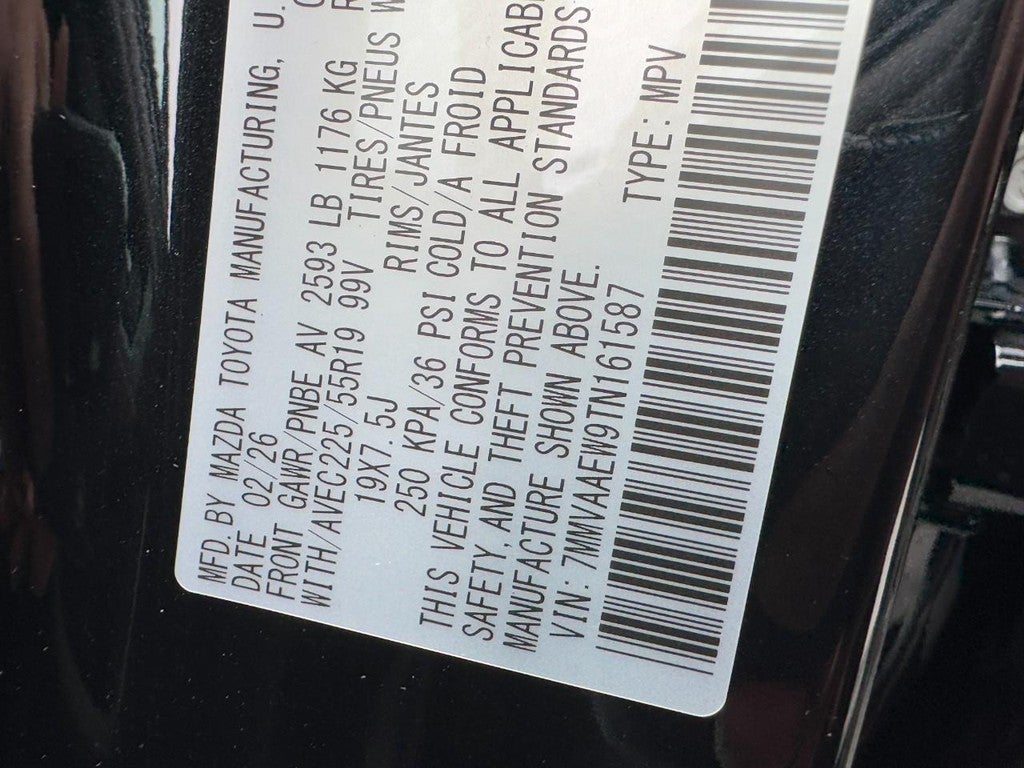 MFD. BY MAZDA TOYOTA MANUFACTURING, U.
DATE 02/26
FRONT GAWR/PNBE AV 2593 LB 1176 KG
WITH/AVEC225/55R19 99V TIRES/PNEUS W
19X7.5J RIMS/JANTES
250 KPA/36 PSI COLD/A FROID
THIS VEHICLE CONFORMS TO ALL
SAFETY, AND THEFT PREVENTION STANDARDS
MANUFACTURE SHOWN ABOVE.
VIN: 7MMVAAEW9TN161587 TYPE: MPV